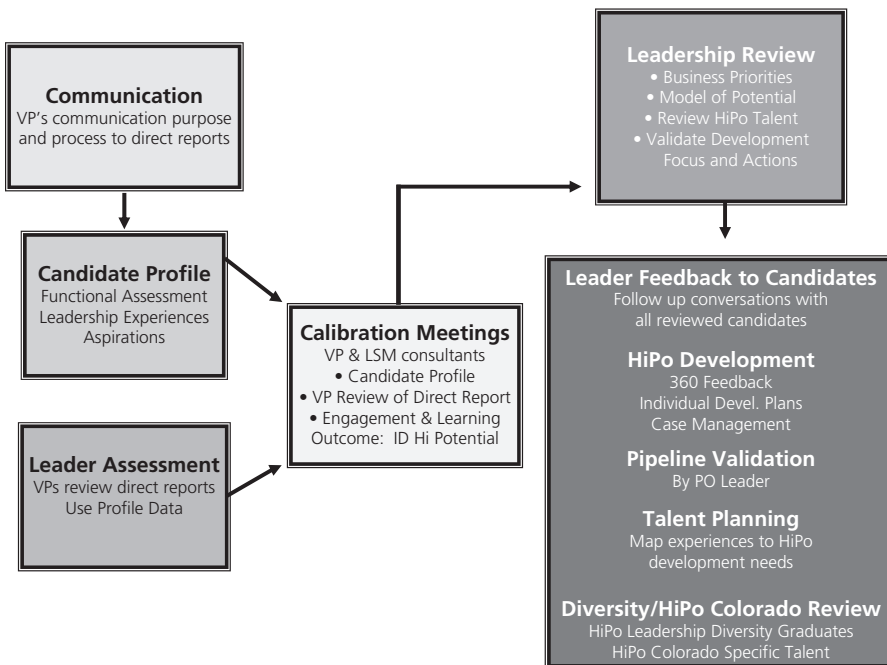 Communication
VP's communication purpose
and process to direct reports
Candidate Profile
Functional Assessment
Leadership Experiences
Aspirations
Leader Assessment
VPs review direct reports
Use Profile Data
Calibration Meetings
VP & LSM consultants
• Candidate Profile
• VP Review of Direct Report
• Engagement & Learning
Outcome: ID Hi Potential
Leadership Review
• Business Priorities
• Model of Potential
• Review HiPo Talent
• Validate Development
Focus and Actions
Leader Feedback to Candidates
Follow up conversations with
all reviewed candidates
HiPo Development
360 Feedback
Individual Devel. Plans
Case Management
Pipeline Validation
By PO Leader
Talent Planning
Map experiences to HiPo
development needs
Diversity/HiPo Colorado Review
HiPo Leadership Diversity Graduates
HiPo Colorado Specific Talent